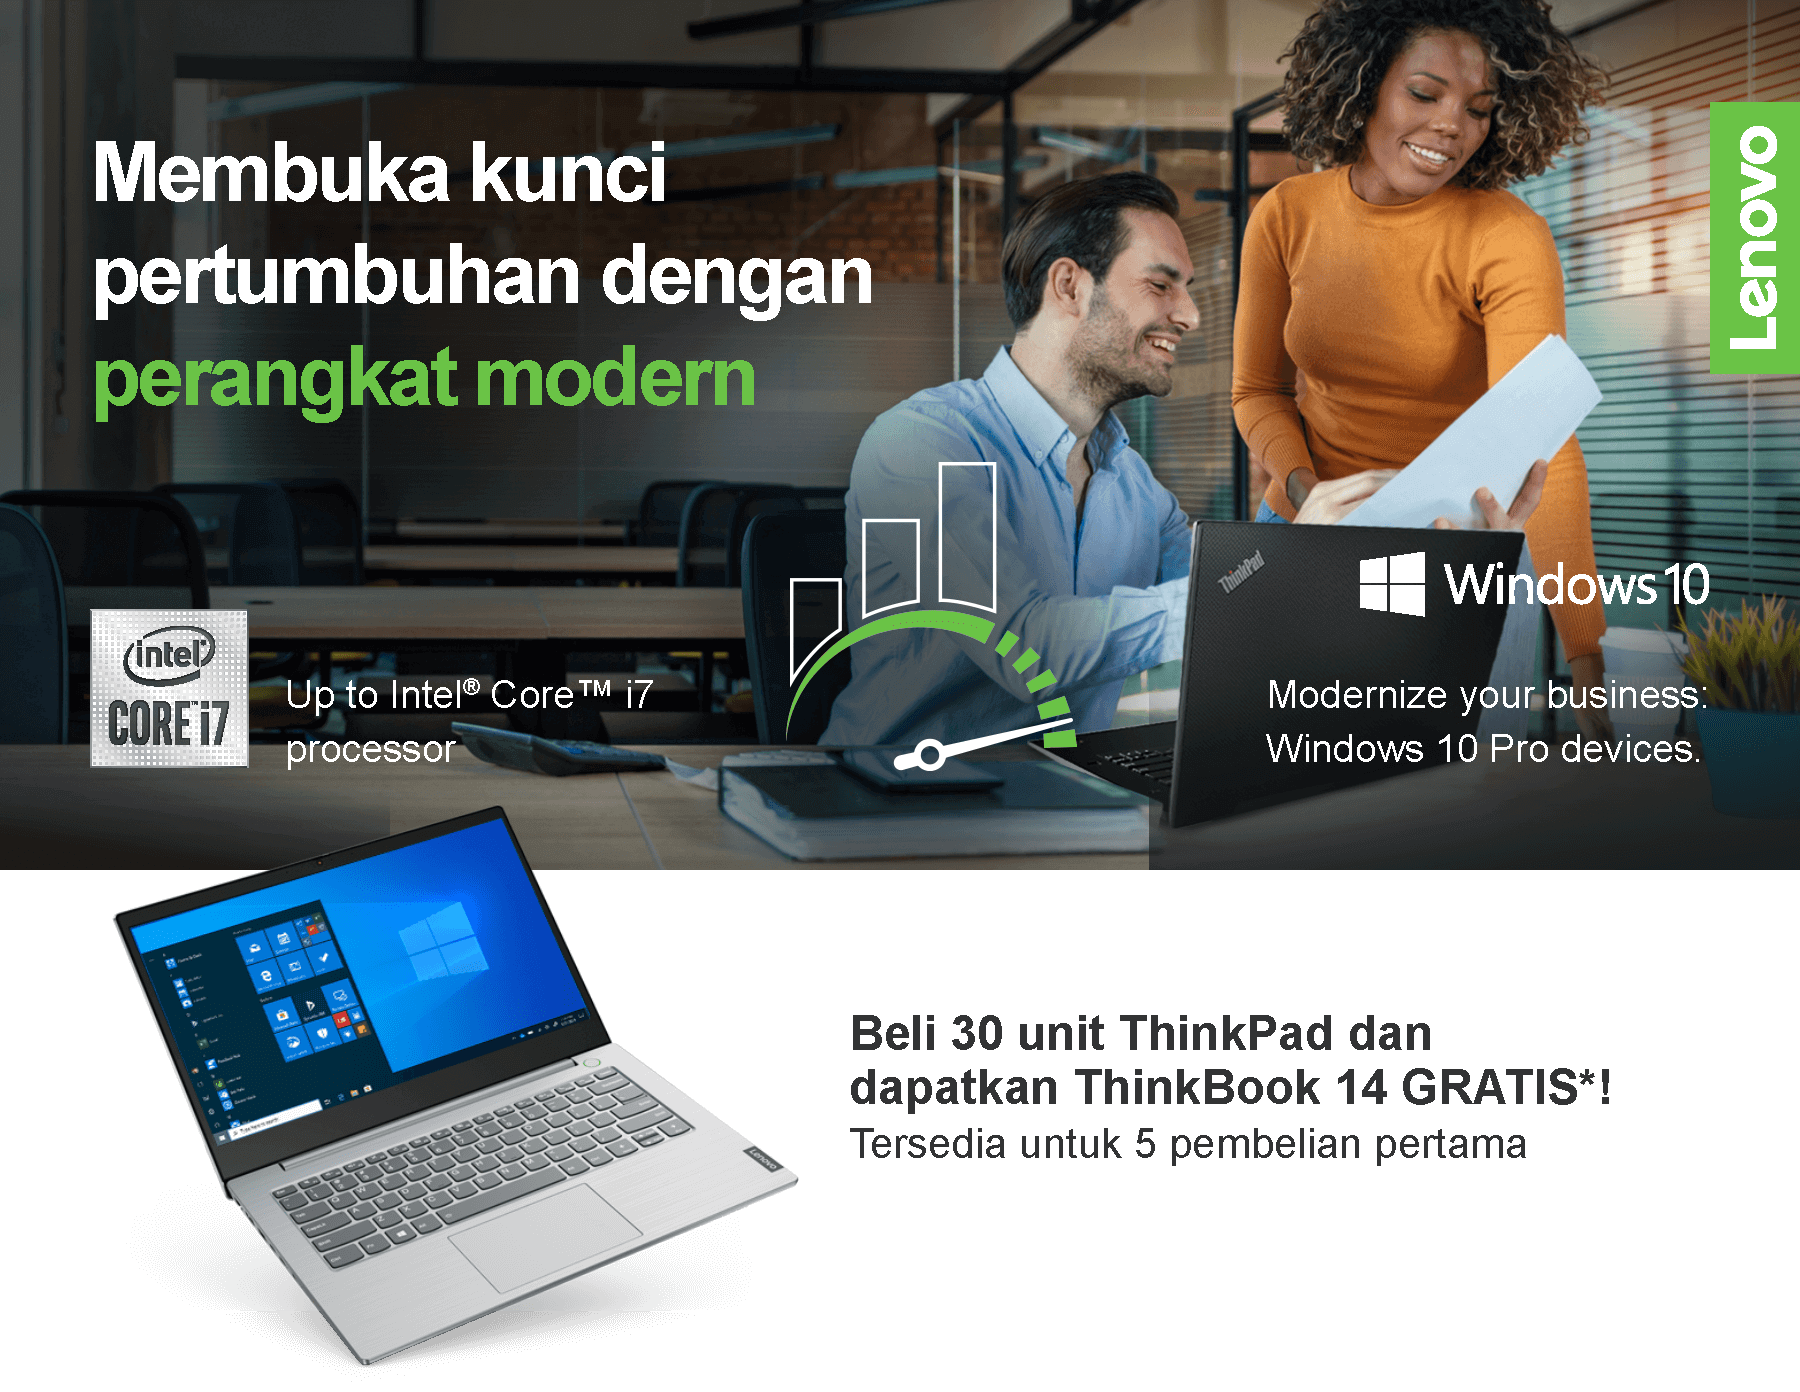 Membuka kunci
pertumbuhan dengan
perangkat modern
Lenovo
ThinkPad
Windows 10
intel
CORE™ i7
Up to Intel® Core™ i7
processor
Modernize your business:
Windows 10 Pro devices.
Lenovo
Beli 30 unit ThinkPad dan
dapatkan ThinkBook 14 GRATIS*!
Tersedia untuk 5 pembelian pertama